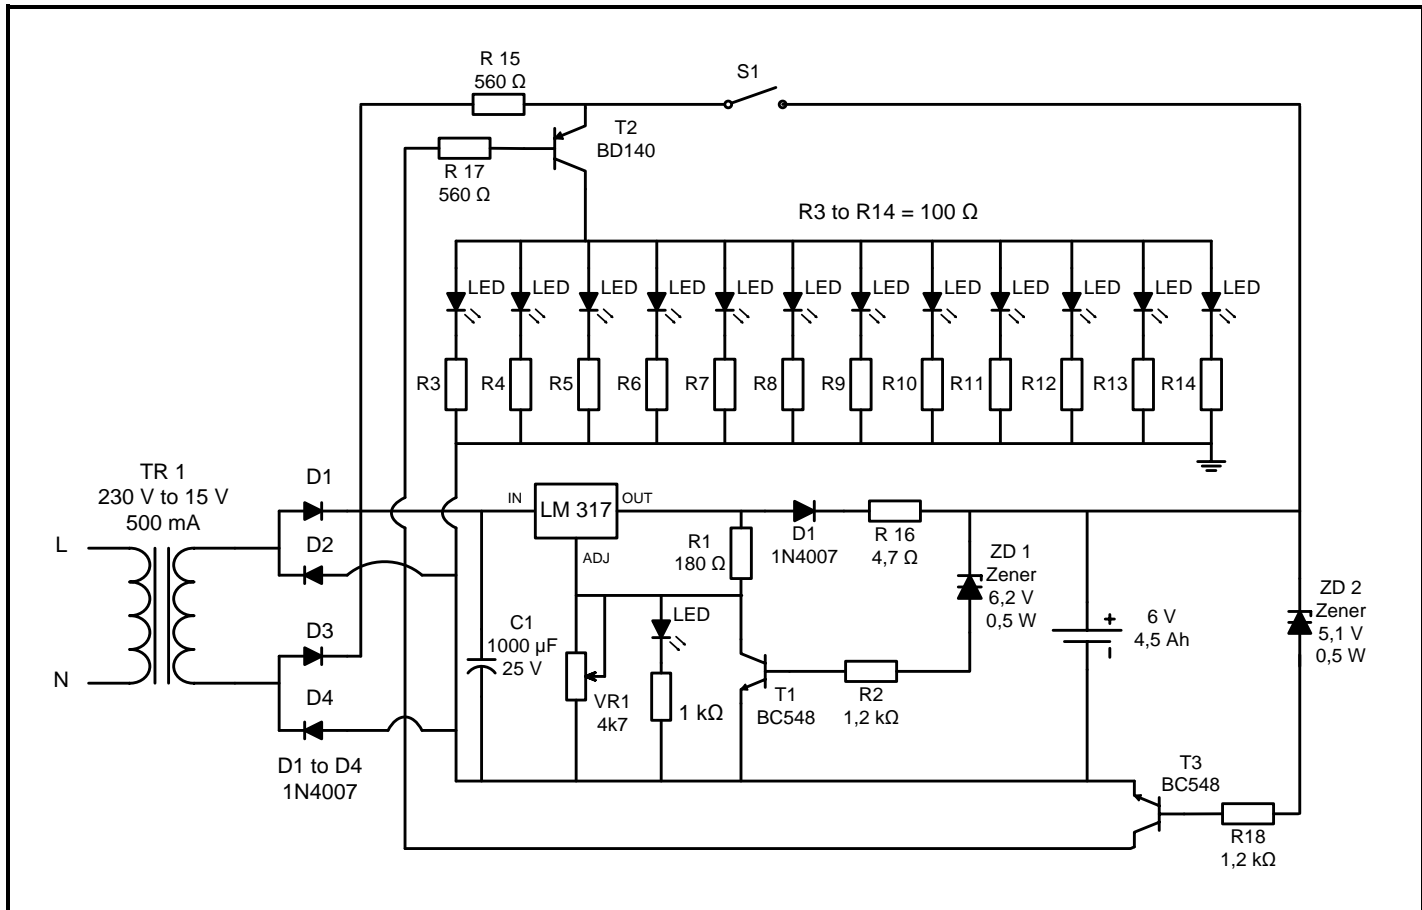 R 15
560 Ω
S1
T2
BD140
R 17
560 Ω
R3 to R14 = 100 Ω
LED
LED
LED
LED
LED
LED
LED
LED
LED
LED
LED
LED
R3
R4
R5
R6
R7
R8
R9
R10
R11
R12
R13
R14
TR 1
230 V to 15 V
500 mA
D1
D2
D3
D4
D1 to D4
1N4007
L
N
IN
LM 317
OUT
ADJ
C1
1000 µF
25 V
R1
180 Ω
D1
1N4007
R 16
4,7 Ω
LED
VR1
4k7
1 kΩ
T1
BC548
R2
1,2 kΩ
ZD 1
Zener
6,2 V
0,5 W
+
6 V
4,5 Ah
ZD 2
Zener
5,1 V
0,5 W
T3
BC548
R18
1,2 kΩ